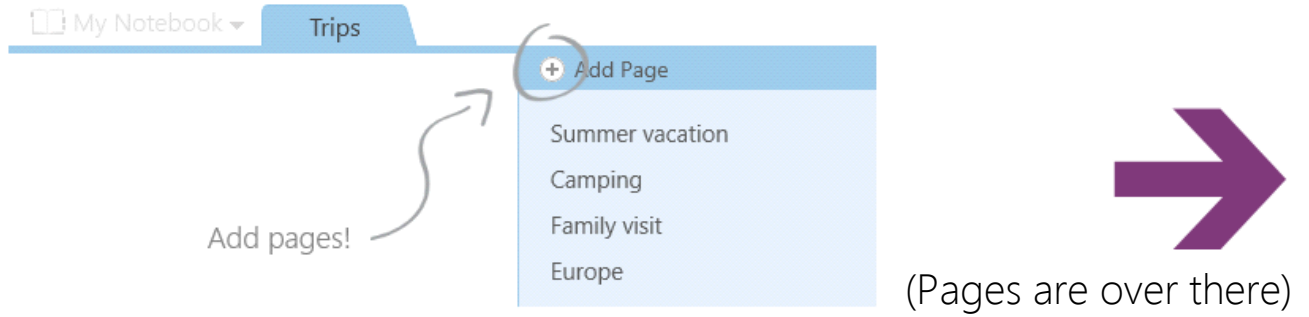 My Notebook
Trips
Add Page
Summer vacation
Camping
Add pages!
Family visit
Europe
(Pages are over there)